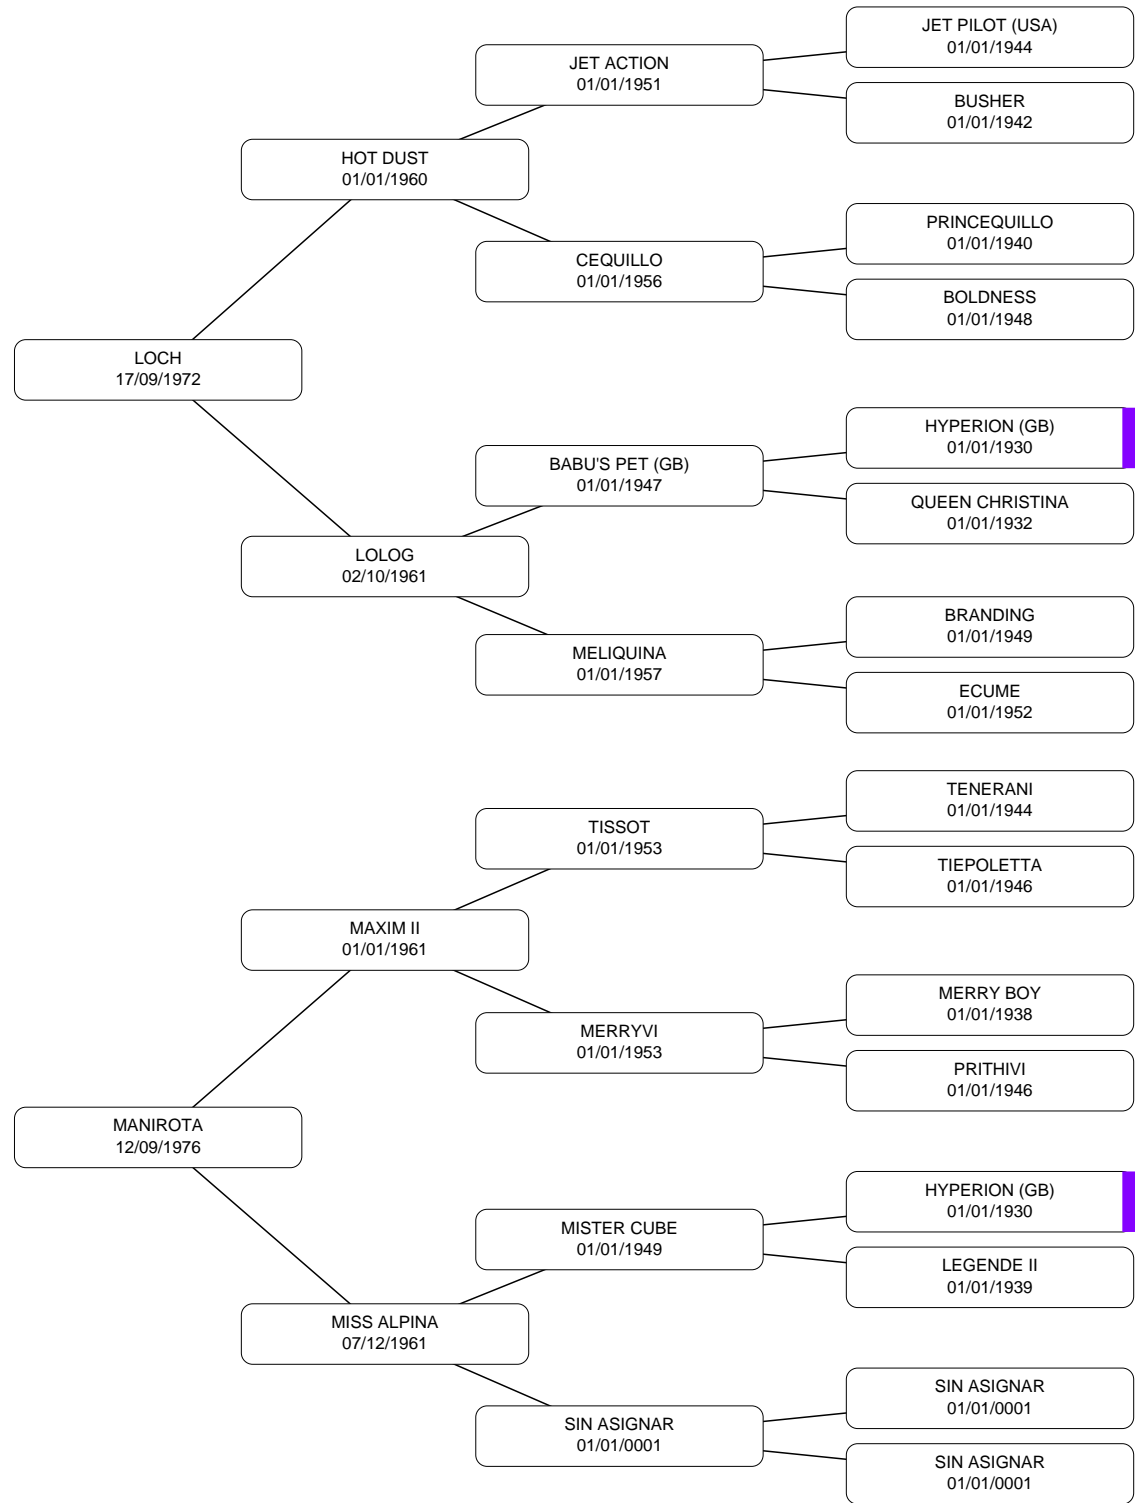 JET PILOT (USA)
01/01/1944
JET ACTION
01/01/1951
BUSHER
01/01/1942
HOT DUST
01/01/1960
PRINCEQUILLO
01/01/1940
CEQUILLO
01/01/1956
BOLDNESS
01/01/1948
LOCH
17/09/1972
HYPERION (GB)
01/01/1930
BABU'S PET (GB)
01/01/1947
QUEEN CHRISTINA
01/01/1932
LOLOG
02/10/1961
BRANDING
01/01/1949
MELIQUINA
01/01/1957
ECUME
01/01/1952
TENERANI
01/01/1944
TISSOT
01/01/1953
TIEPOLETTA
01/01/1946
MAXIM II
01/01/1961
MERRY BOY
01/01/1938
MERRYVI
01/01/1953
PRITHIVI
01/01/1946
MANIROTA
12/09/1976
HYPERION (GB)
01/01/1930
MISTER CUBE
01/01/1949
LEGENDE II
01/01/1939
MISS ALPINA
07/12/1961
SIN ASIGNAR
01/01/0001
SIN ASIGNAR
01/01/0001
SIN ASIGNAR
01/01/0001